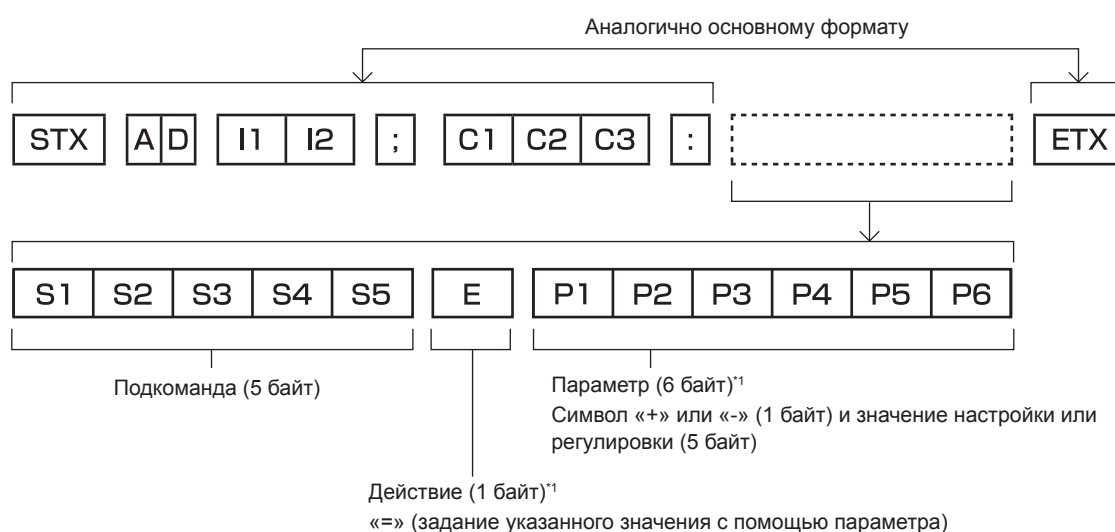 Аналогично основному формату
STX A D I1 I2 ; C1 C2 C3 : ETX
S1 S2 S3 S4 S5 E P1 P2 P3 P4 P5 P6
Подкоманда (5 байт)
Параметр (6 байт)*1
Символ «+» или «-» (1 байт) и значение настройки или
регулировки (5 байт)
Действие (1 байт)*1
«=» (задание указанного значения с помощью параметра)